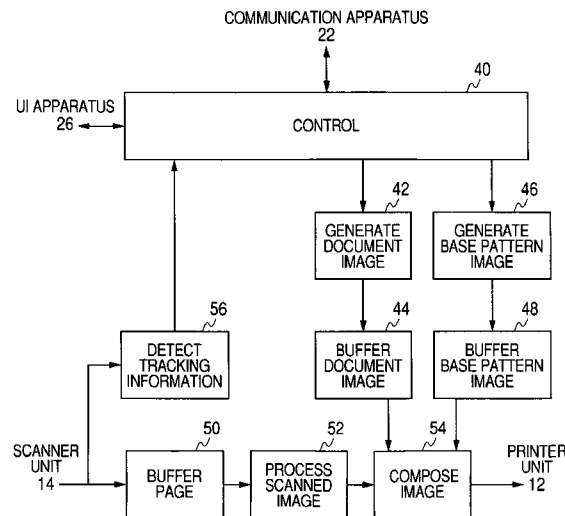 COMMUNICATION APPARATUS
22
40
UI APPARATUS
26
CONTROL
42
46
GENERATE
DOCUMENT
IMAGE
GENERATE
BASE PATTERN
IMAGE
56
44
48
DETECT
TRACKING
INFORMATION
BUFFER
DOCUMENT
IMAGE
BUFFER
BASE PATTERN
IMAGE
50
52
54
SCANNER
UNIT
14
BUFFER
PAGE
PROCESS
SCANNED
IMAGE
COMPOSE
IMAGE
PRINTER
UNIT
12